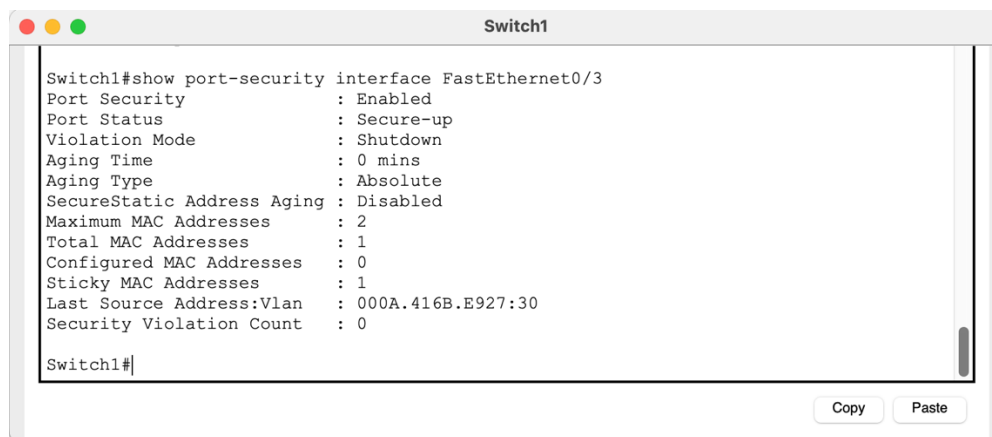 Switch1
Switch1#show port-security interface FastEthernet0/3
Port Security              : Enabled
Port Status                : Secure-up
Violation Mode             : Shutdown
Aging Time                 : 0 mins
Aging Type                 : Absolute
SecureStatic Address Aging : Disabled
Maximum MAC Addresses      : 2
Total MAC Addresses        : 1
Configured MAC Addresses   : 0
Sticky MAC Addresses       : 1
Last Source Address:Vlan   : 000A.416B.E927:30
Security Violation Count   : 0
Switch1#
Copy Paste